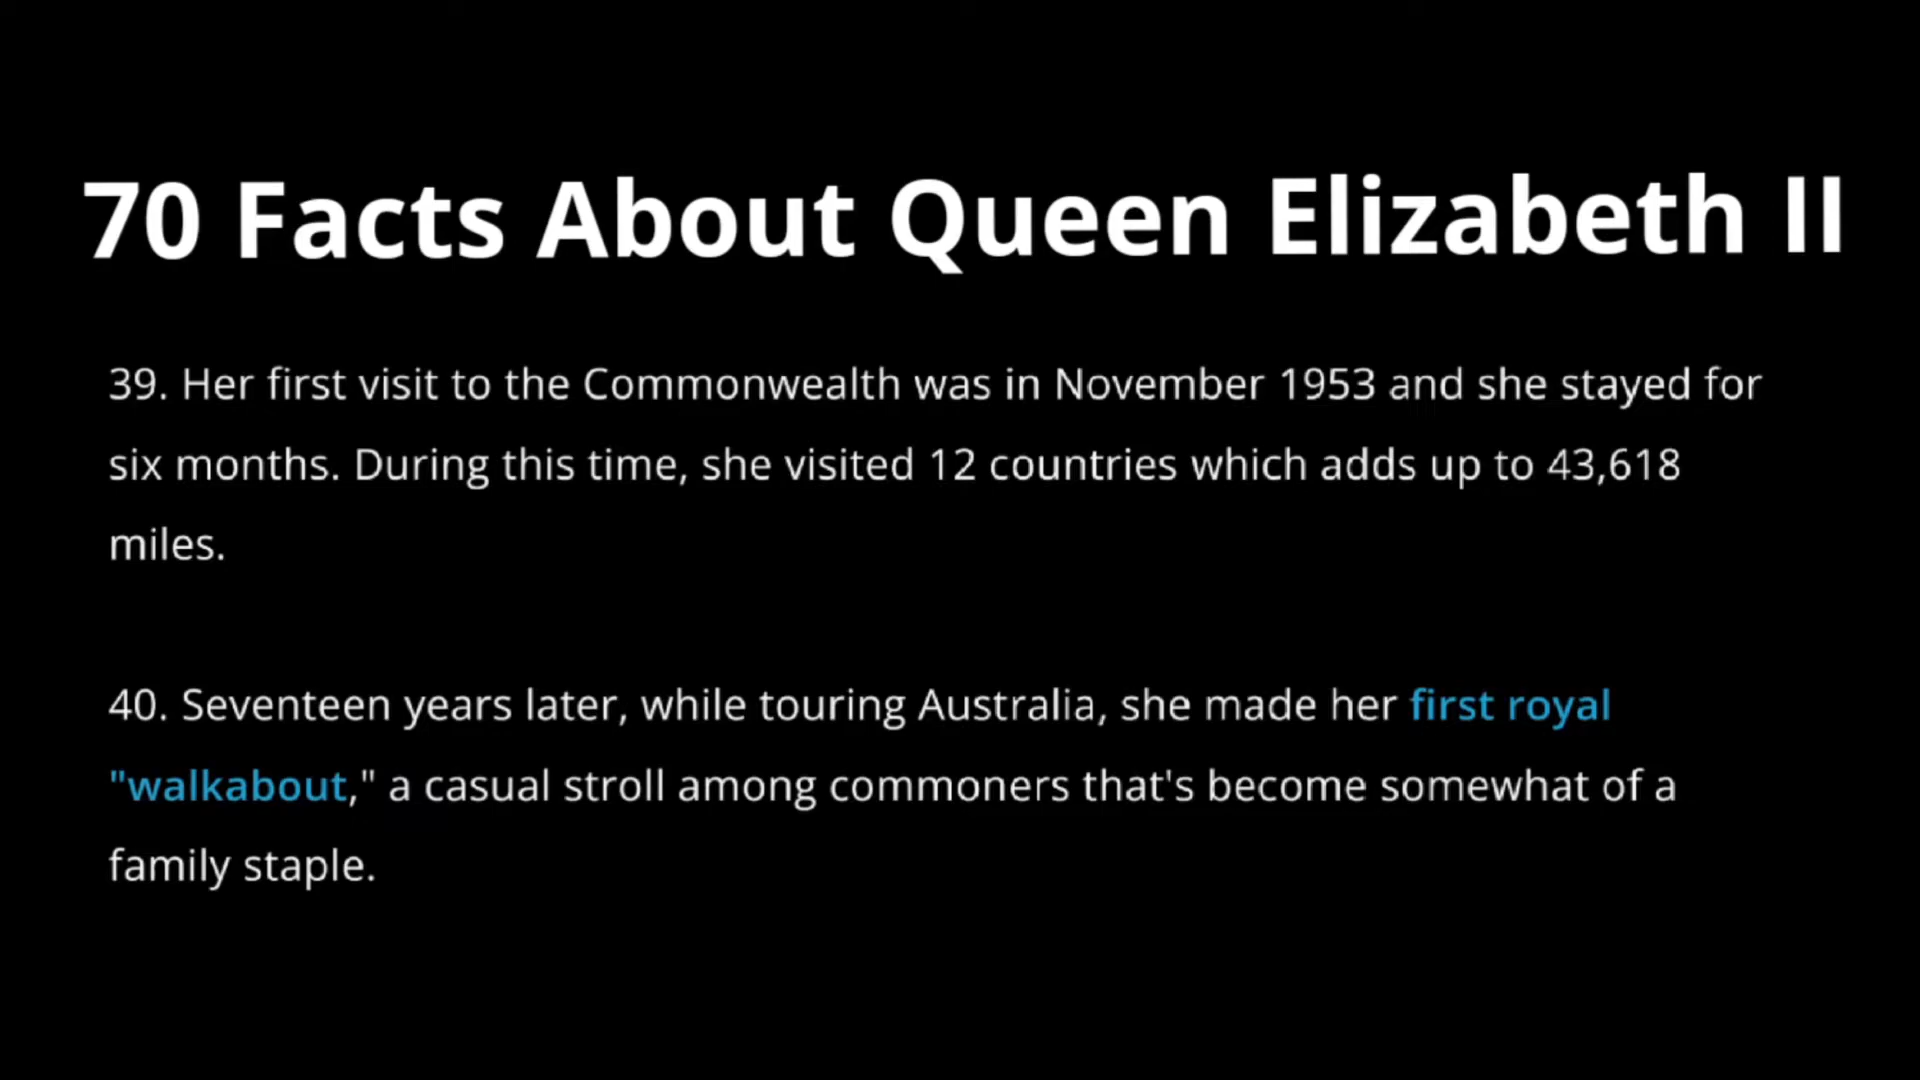 70 Facts About Queen Elizabeth II
39. Her first visit to the Commonwealth was in November 1953 and she stayed for
six months. During this time, she visited 12 countries which adds up to 43,618
miles.
40. Seventeen years later, while touring Australia, she made her first royal
"walkabout," a casual stroll among commoners that's become somewhat of a
family staple.